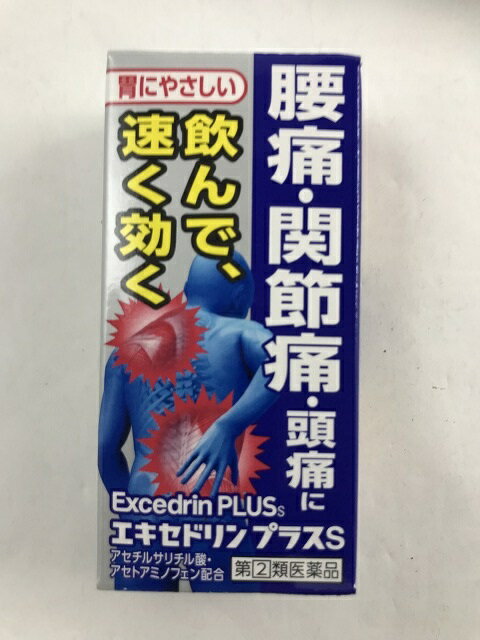 胃にやさしい
腰痛・関節痛・頭痛に
飲んで、
速く効く
Excedrin PLUS S
エキセドリン プラスS
アセチルサリチル酸・
アセトアミノフェン配合
第②類医薬品